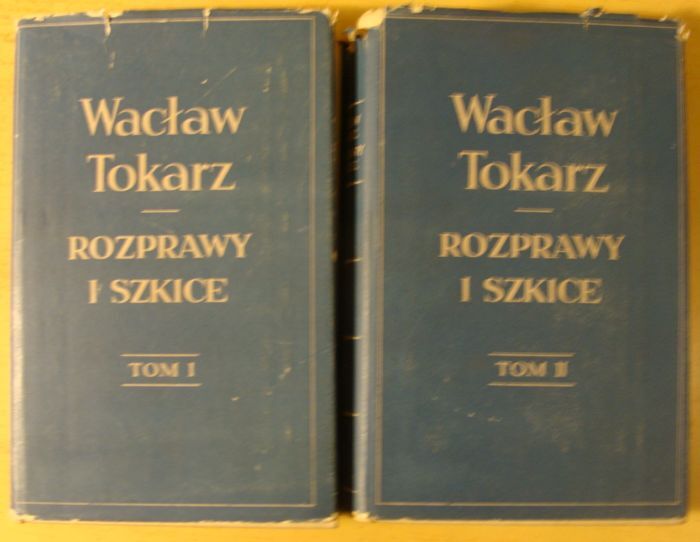 Wacław
Tokarz
ROZPRAWY
I SZKICE
TOM I
Wacław
Tokarz
ROZPRAWY
I SZKICE
TOM II